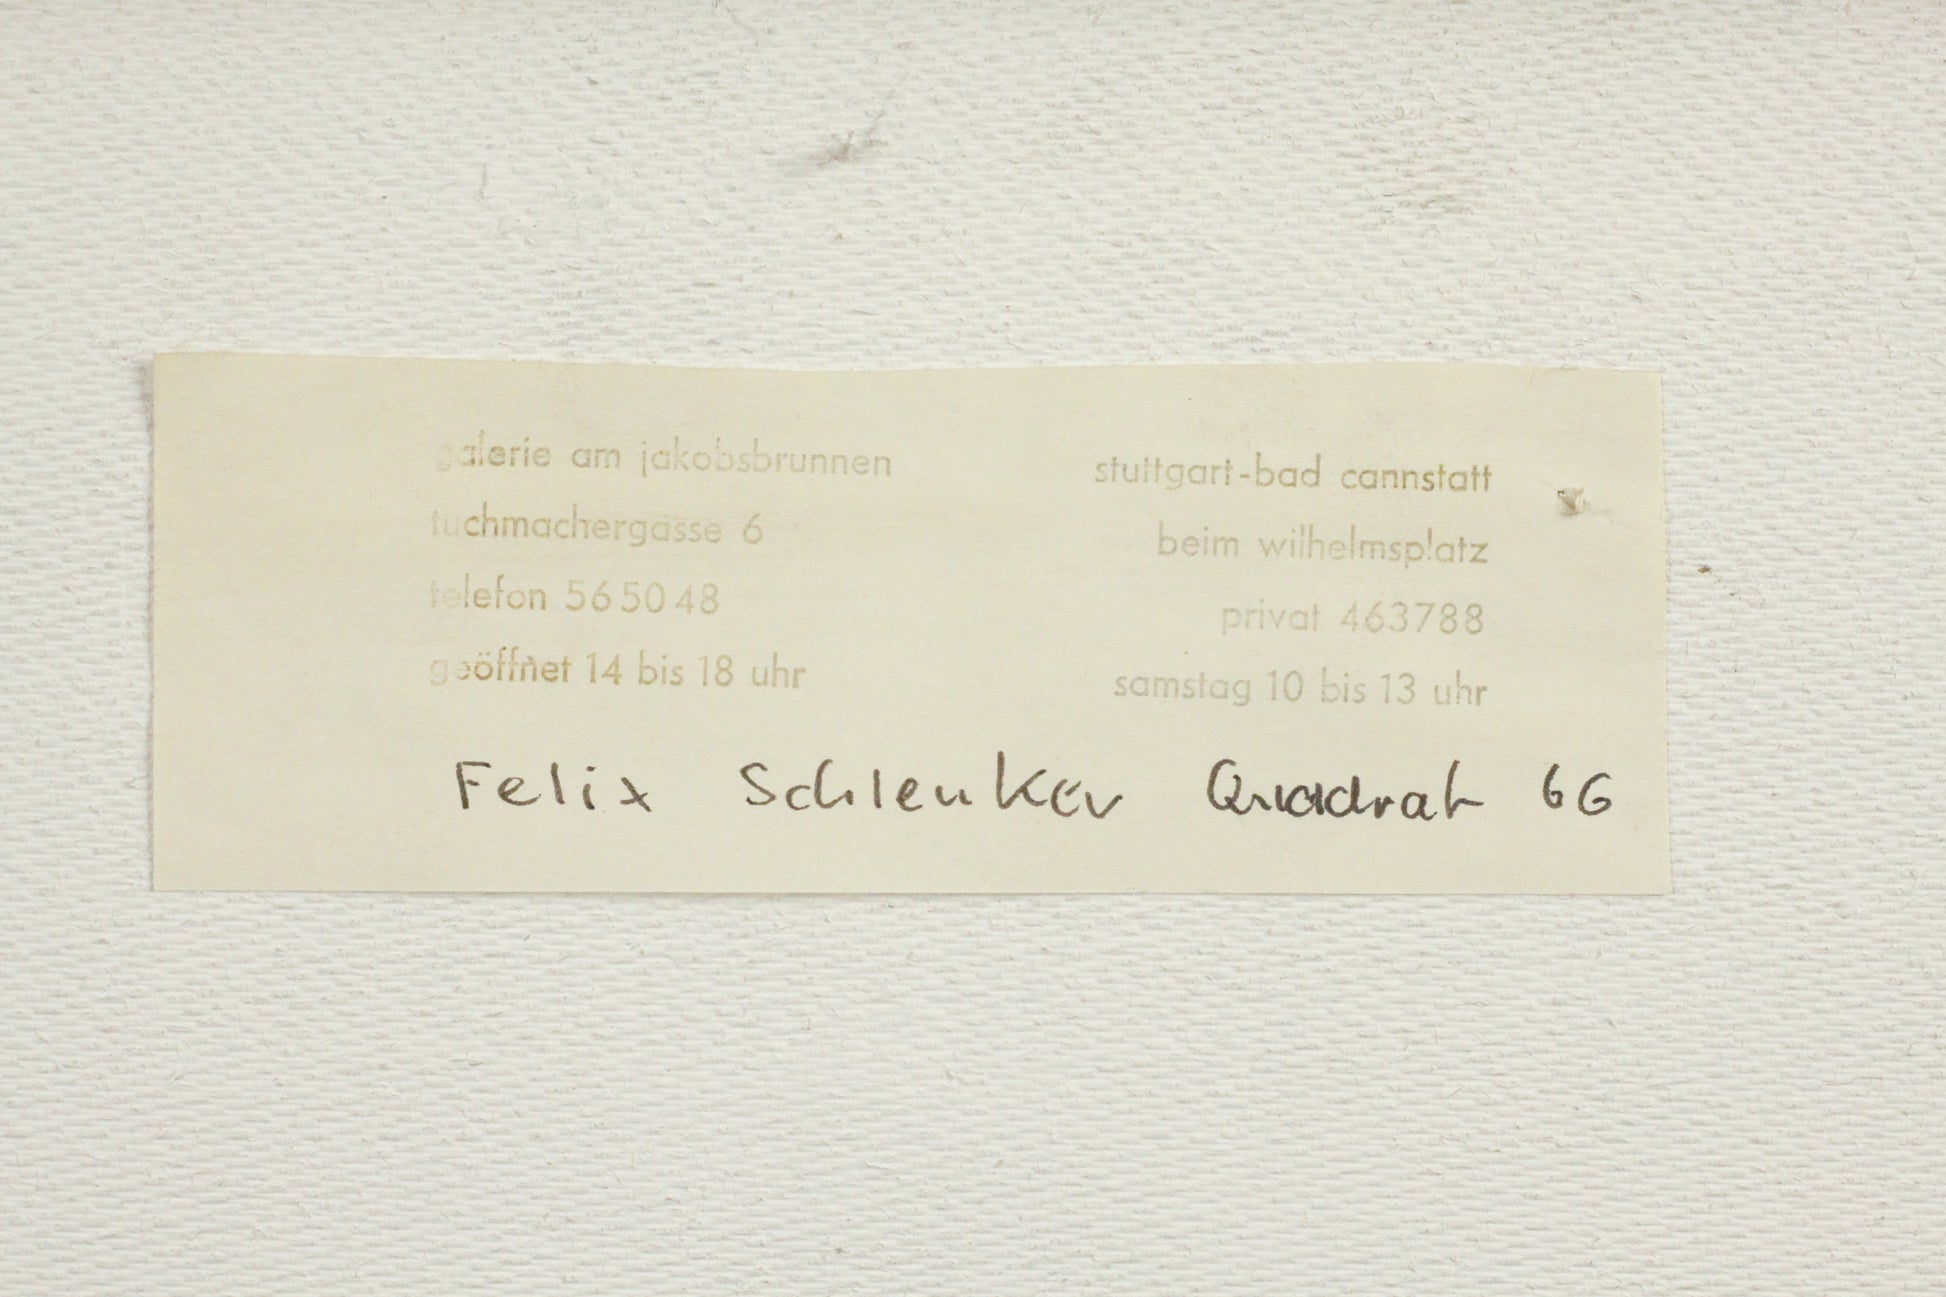 galerie am jakobsbrunnen stuttgart-bad cannstatt
tuchmachergasse 6 beim wilhelmsplatz
telefon 56 50 48 privat 463788
geöffnet 14 bis 18 uhr samstag 10 bis 13 uhr
Felix Schlenker Quadrat 66